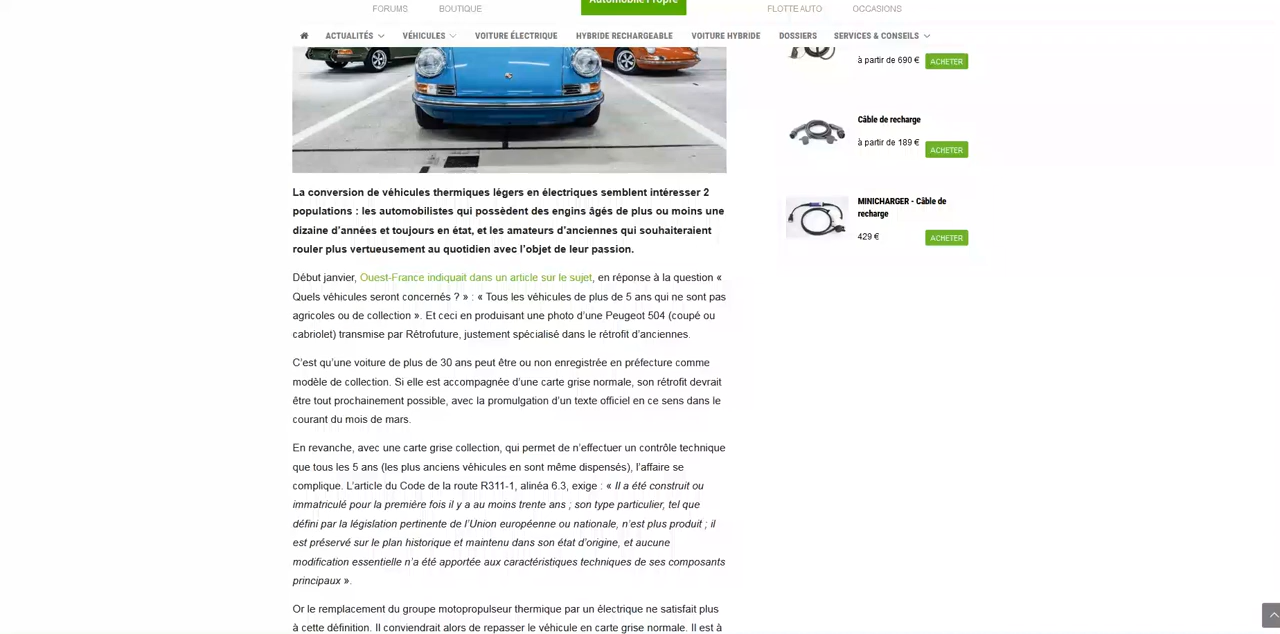 FORUMS
BOUTIQUE
Automobile Propre
FLOTTE AUTO
OCCASIONS
ACTUALITÉS
VÉHICULES
VOITURE ÉLECTRIQUE
HYBRIDE RECHARGEABLE
VOITURE HYBRIDE
DOSSIERS
SERVICES & CONSEILS
La conversion de véhicules thermiques légers en électriques semblent intéresser 2
populations : les automobilistes qui possèdent des engins âgés de plus ou moins une
dizaine d’années et toujours en état, et les amateurs d’anciennes qui souhaiteraient
rouler plus vertueusement au quotidien avec l’objet de leur passion.
Début janvier, Ouest-France indiquait dans un article sur le sujet, en réponse à la question «
Quels véhicules seront concernés ? » : « Tous les véhicules de plus de 5 ans qui ne sont pas
agricoles ou de collection ». Et ceci en produisant une photo d’une Peugeot 504 (coupé ou
cabriolet) transmise par Rétrofuture, justement spécialisé dans le rétrofit d’anciennes.
C’est qu’une voiture de plus de 30 ans peut être ou non enregistrée en préfecture comme
modèle de collection. Si elle est accompagnée d’une carte grise normale, son rétrofit devrait
être tout prochainement possible, avec la promulgation d’un texte officiel en ce sens dans le
courant du mois de mars.
En revanche, avec une carte grise collection, qui permet de n’effectuer un contrôle technique
que tous les 5 ans (les plus anciens véhicules en sont même dispensés), l’affaire se
complique. L’article du Code de la route R311-1, alinéa 6.3, exige : « Il a été construit ou
immatriculé pour la première fois il y a au moins trente ans ; son type particulier, tel que
défini par la législation pertinente de l’Union européenne ou nationale, n’est plus produit ; il
est préservé sur le plan historique et maintenu dans son état d’origine, et aucune
modification essentielle n’a été apportée aux caractéristiques techniques de ses composants
principaux ».
Or le remplacement du groupe motopropulseur thermique par un électrique ne satisfait plus
à cette définition. Il conviendrait alors de repasser le véhicule en carte grise normale. Il est à
à partir de 690 €
ACHETER
Câble de recharge
à partir de 189 €
ACHETER
MINICHARGER - Câble de
recharge
429 €
ACHETER